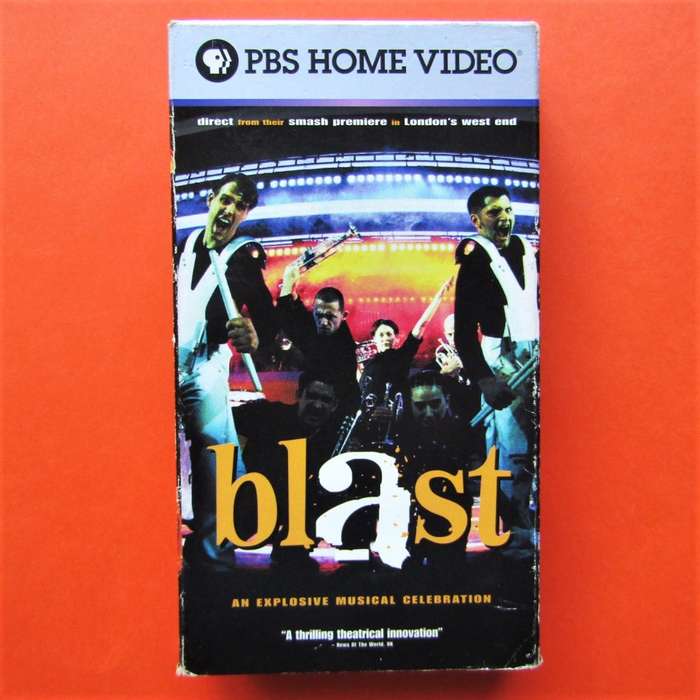 PBS HOME VIDEO®
direct from their smash premiere in London's west end
blast
AN EXPLOSIVE MUSICAL CELEBRATION
"A thrilling theatrical innovation"
- News Of The World, UK